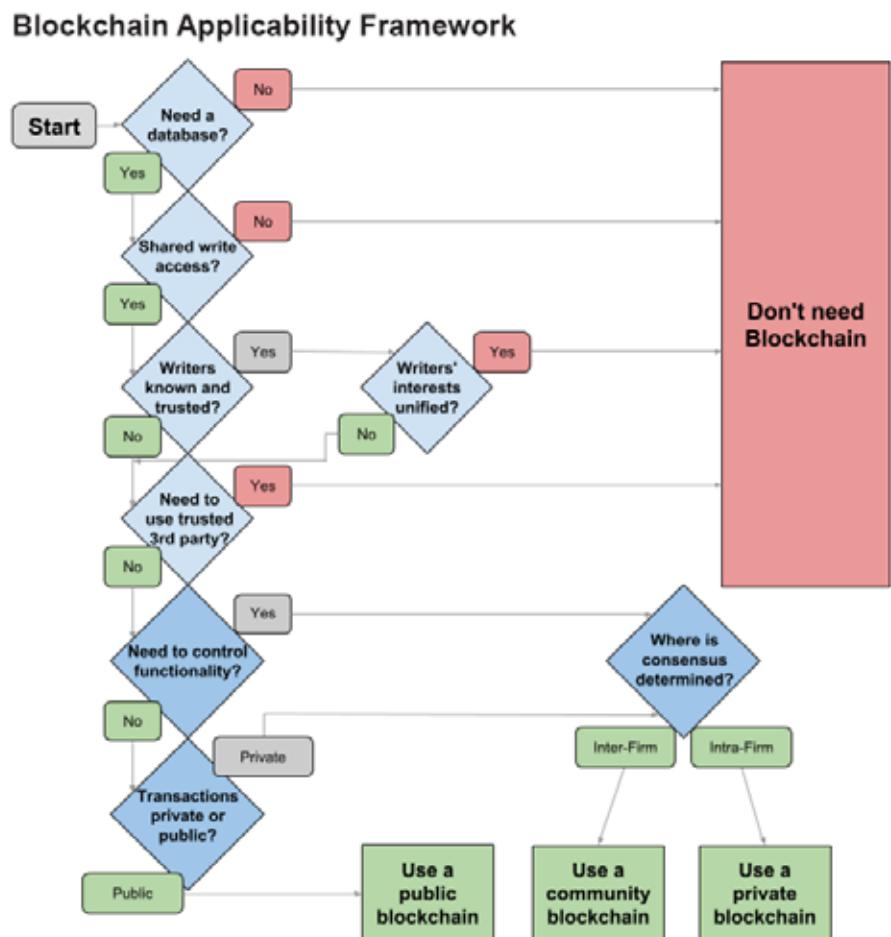 Blockchain Applicability Framework
Start
Need a
database?
No
Yes
Shared write
access?
No
Yes
Writers
known and
trusted?
Yes
Writers'
interests
unified?
Yes
No
No
Need to
use trusted
3rd party?
Yes
No
Need to control
functionality?
Yes
Where is
consensus
determined?
No
Private
Inter-Firm
Intra-Firm
Transactions
private or
public?
Public
Don't need
Blockchain
Use a
public
blockchain
Use a
community
blockchain
Use a
private
blockchain